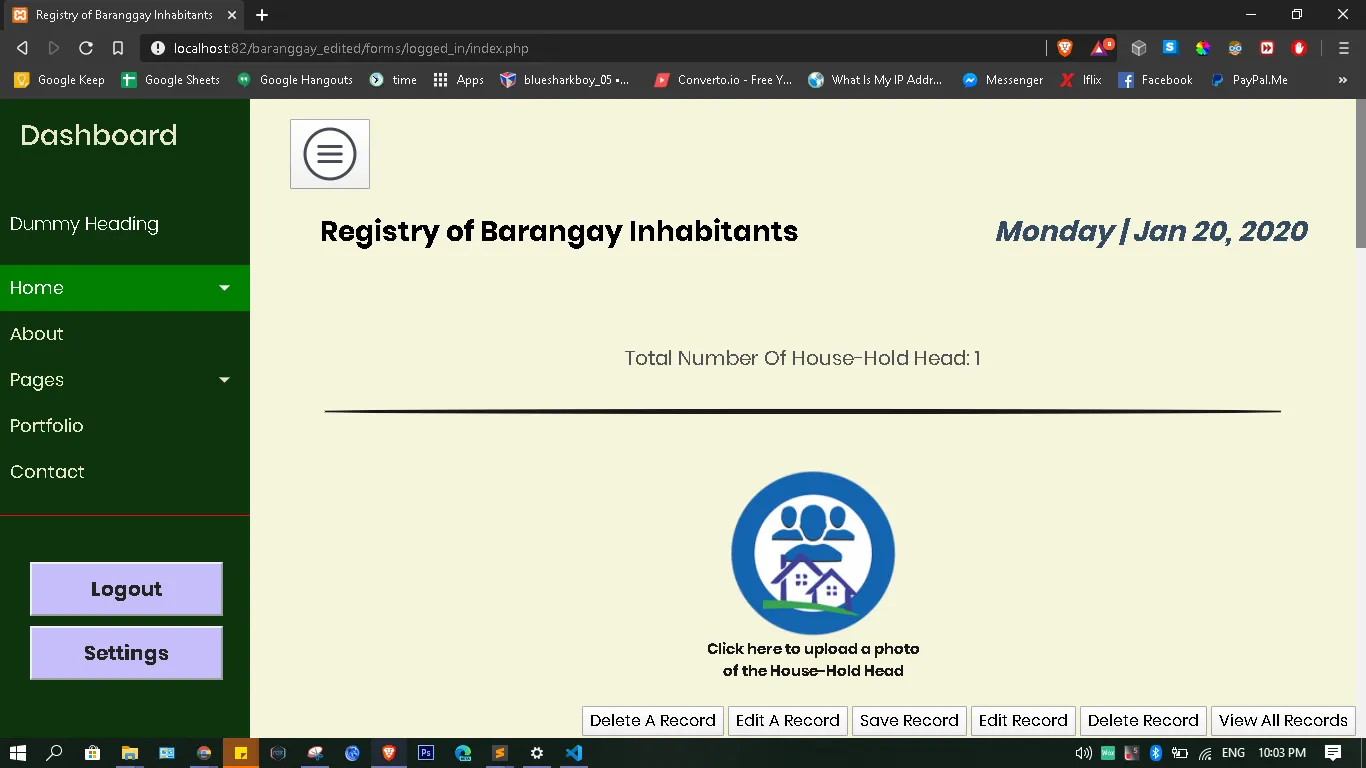 Registry of Baranggay Inhabitants
localhost:82/baranggay_edited/forms/logged_in/index.php
Google Keep
Google Sheets
Google Hangouts
time
Apps
bluesharkboy_05 •...
Converto.io - Free Y...
What Is My IP Addr...
Messenger
Iflix
Facebook
PayPal.Me
»
Dashboard
Dummy Heading
Home
About
Pages
Portfolio
Contact
Logout
Settings
Registry of Barangay Inhabitants
Monday | Jan 20, 2020
Total Number Of House-Hold Head: 1
Click here to upload a photo
of the House-Hold Head
Delete A Record
Edit A Record
Save Record
Edit Record
Delete Record
View All Records
Ps
ENG
10:03 PM